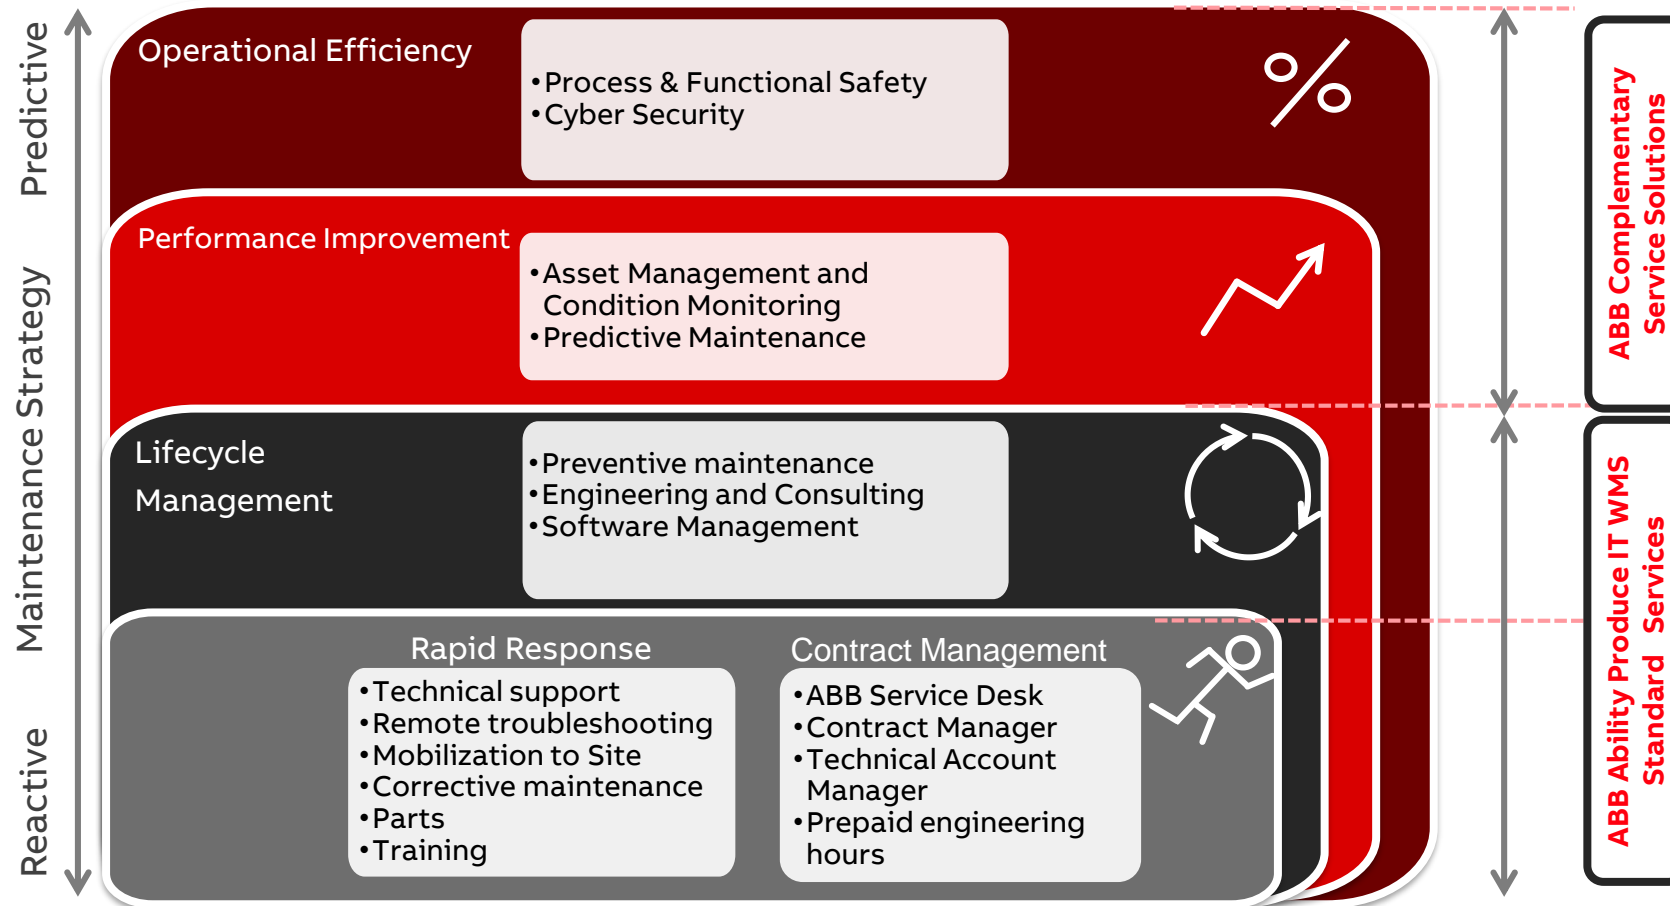 Predictive
Maintenance Strategy
Reactive
Operational Efficiency
•Process & Functional Safety
•Cyber Security
Performance Improvement
•Asset Management and
Condition Monitoring
•Predictive Maintenance
Lifecycle
Management
•Preventive maintenance
•Engineering and Consulting
•Software Management
Rapid Response
•Technical support
•Remote troubleshooting
•Mobilization to Site
•Corrective maintenance
•Parts
•Training
Contract Management
•ABB Service Desk
•Contract Manager
•Technical Account
Manager
•Prepaid engineering
hours
ABB Complementary
Service Solutions
ABB Ability Produce IT WMS
Standard Services